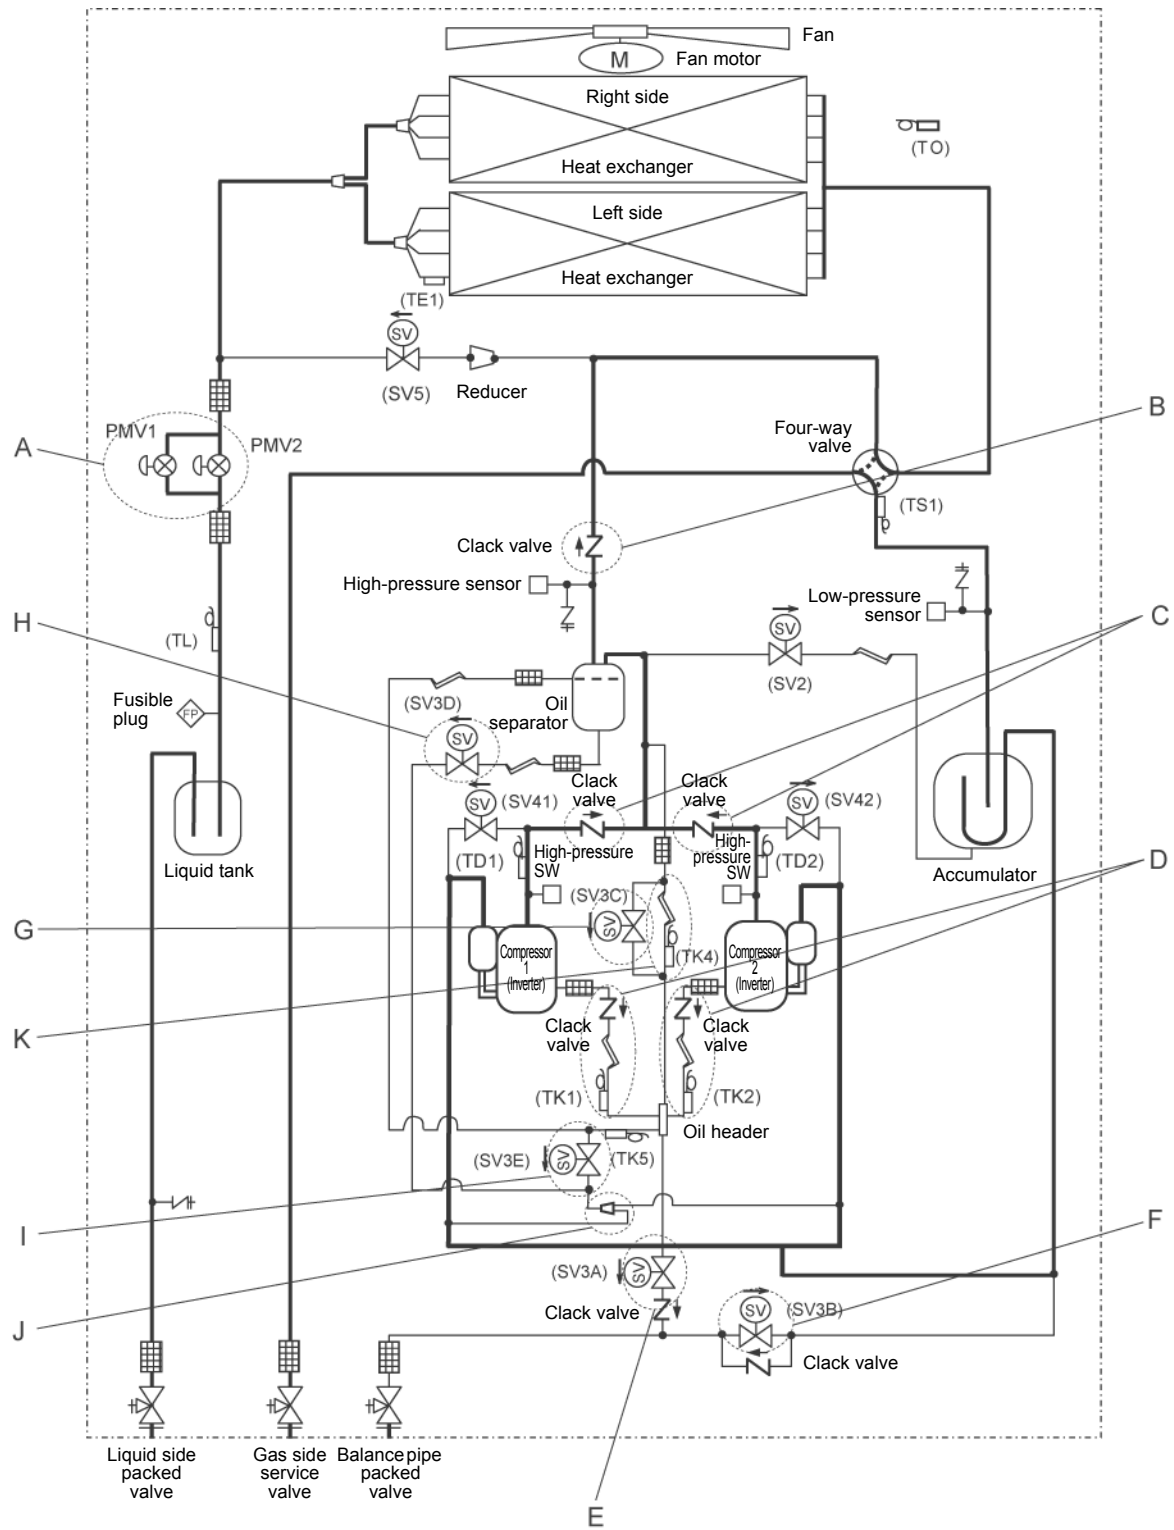 Fan
M
Fan motor
Right side
Heat exchanger
(TO)
Left side
Heat exchanger
(TE1)
SV
(SV5)
Reducer
B
A
PMV1
PMV2
Four-way
valve
(TS1)
Clack valve
High-pressure sensor
Low-pressure
sensor
H
C
(TL)
SV
(SV2)
Fusible
plug
FP
(SV3D)
Oil
separator
SV
Clack
valve
Clack
valve
SV
(SV41)
SV
(SV42)
Liquid tank
(TD1)
High-pressure
SW
High-
pressure
SW
(TD2)
Accumulator
D
(SV3C)
G
SV
Compressor
1
(Inverter)
(TK4)
Compressor
2
(Inverter)
K
Clack
valve
Clack
valve
(TK1)
(TK2)
Oil header
(SV3E)
SV
(TK5)
I
F
(SV3A)
SV
J
Clack valve
SV
(SV3B)
Clack valve
Liquid side
packed
valve
Gas side
service
valve
Balance pipe
packed
valve
E